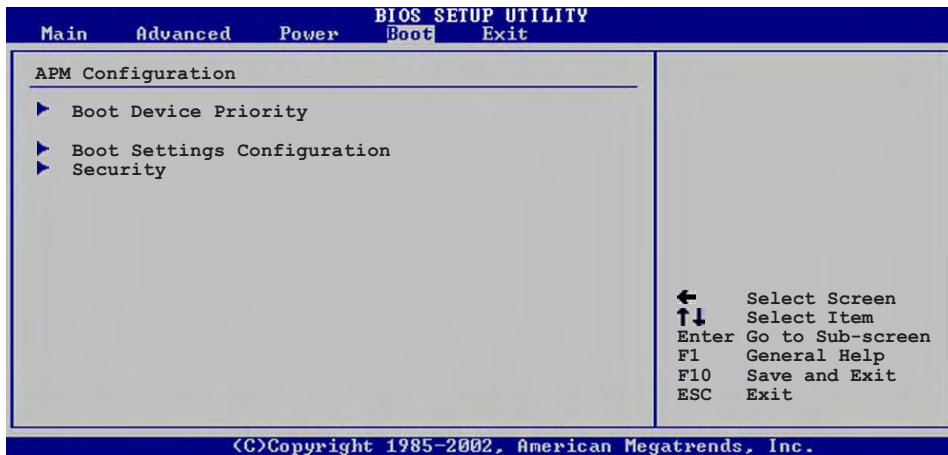 BIOS SETUP UTILITY
Main Advanced Power Boot Exit
APM Configuration
Boot Device Priority
Boot Settings Configuration
Security
← Select Screen
↑↓ Select Item
Enter Go to Sub-screen
F1 General Help
F10 Save and Exit
ESC Exit
(C)Copyright 1985-2002, American Megatrends, Inc.